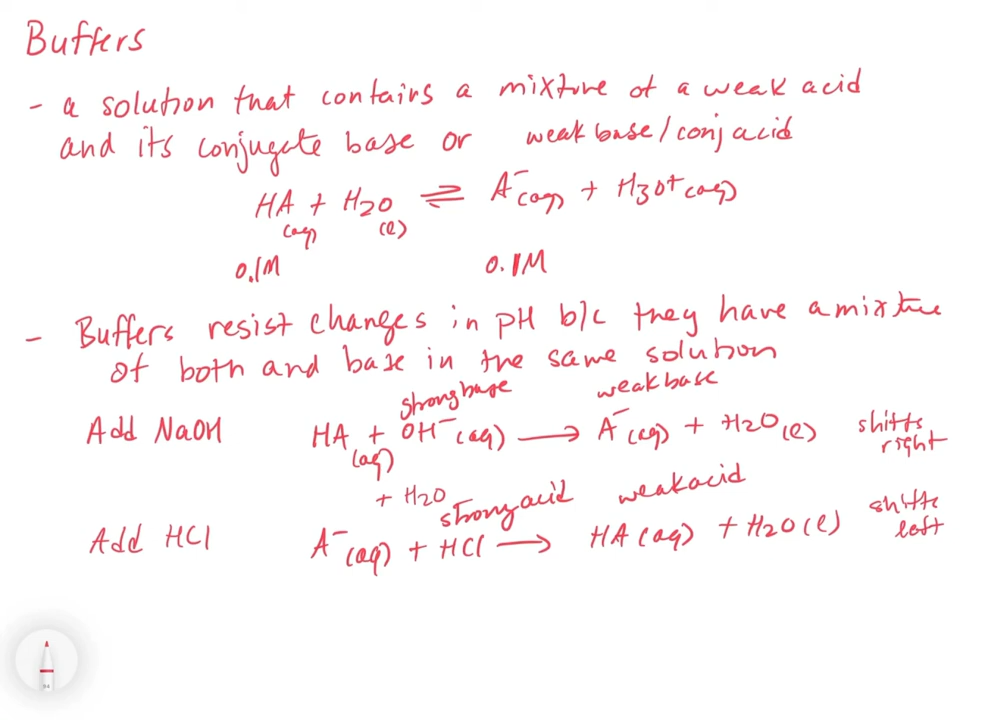 Buffers
- a solution that contains a mixture of a weak acid
and its conjugate base or weak base/conj acid
HA + H2O ⇌ A⁻(aq) + H3O+ (aq)
(aq) (l)
0.1M 0.1M
- Buffers resist changes in pH b/c they have a mixture
of both and base in the same solution
strong base weak base
Add NaOH HA + OH⁻(aq) → A⁻(aq) + H2O(l) shifts
(aq) right
+ H2O strong acid weak acid
Add HCl A⁻(aq) + HCl → HA(aq) + H2O(l) shifts
left